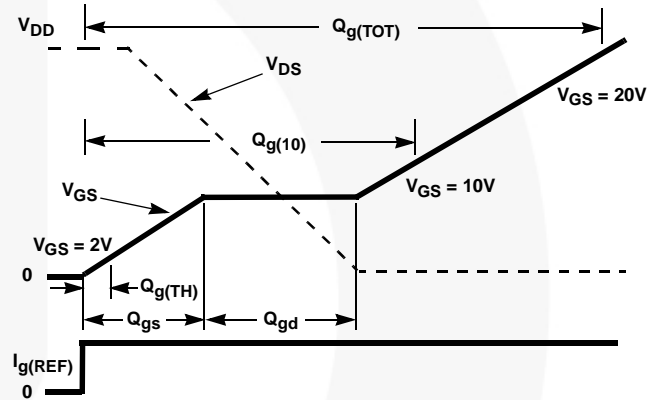 V_DD
Q_g(TOT)
V_DS
V_GS = 20V
Q_g(10)
V_GS
V_GS = 10V
V_GS = 2V
0
Q_g(TH)
Q_gs
Q_gd
I_g(REF)
0